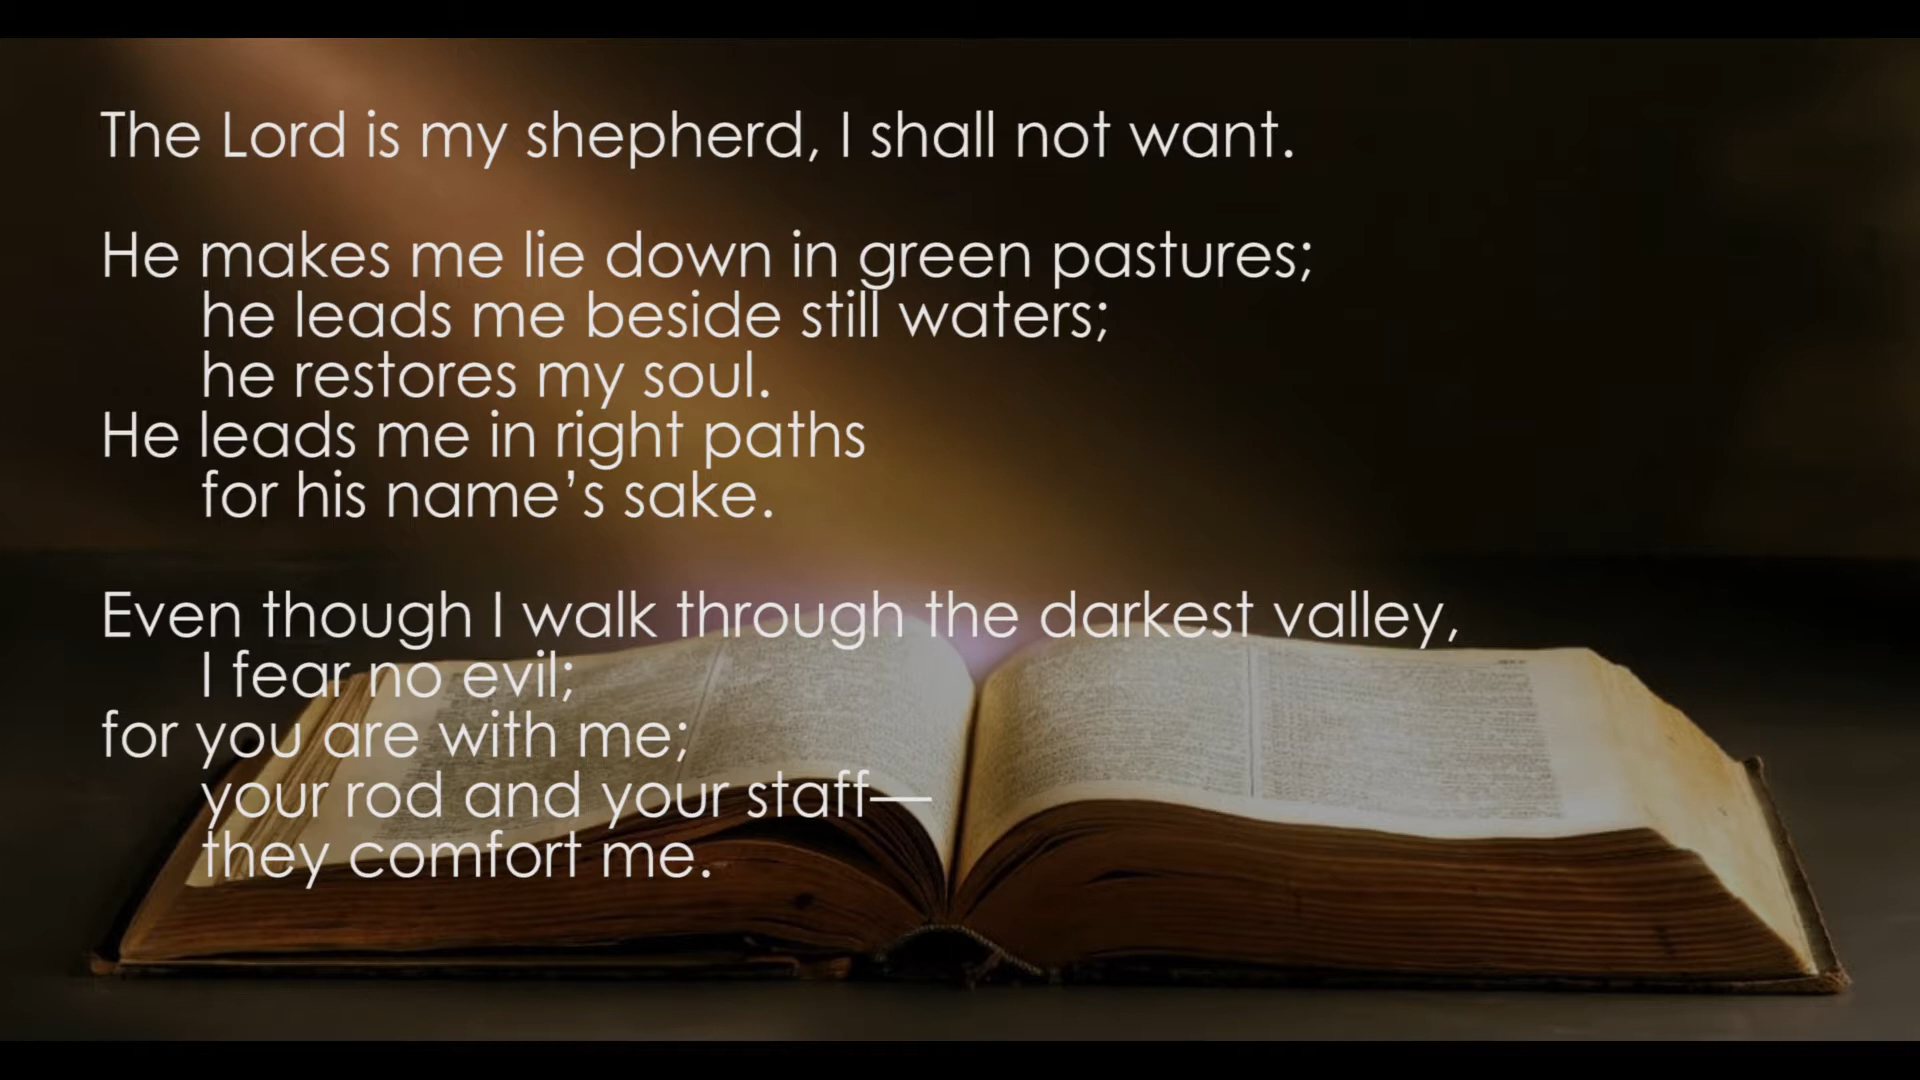 The Lord is my shepherd, I shall not want.
He makes me lie down in green pastures;
he leads me beside still waters;
he restores my soul.
He leads me in right paths
for his name’s sake.
Even though I walk through the darkest valley,
I fear no evil;
for you are with me;
your rod and your staff—
they comfort me.